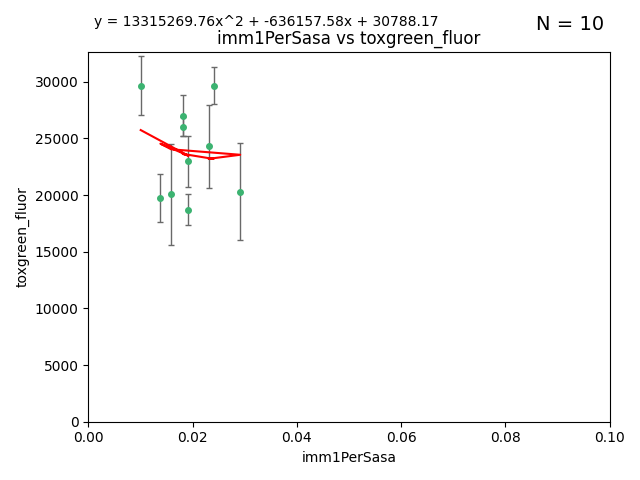 y = 13315269.76x^2 + -636157.58x + 30788.17
N = 10
imm1PerSasa vs toxgreen_fluor
30000
25000
20000
15000
10000
5000
0
toxgreen_fluor
0.00 0.02 0.04 0.06 0.08 0.10
imm1PerSasa